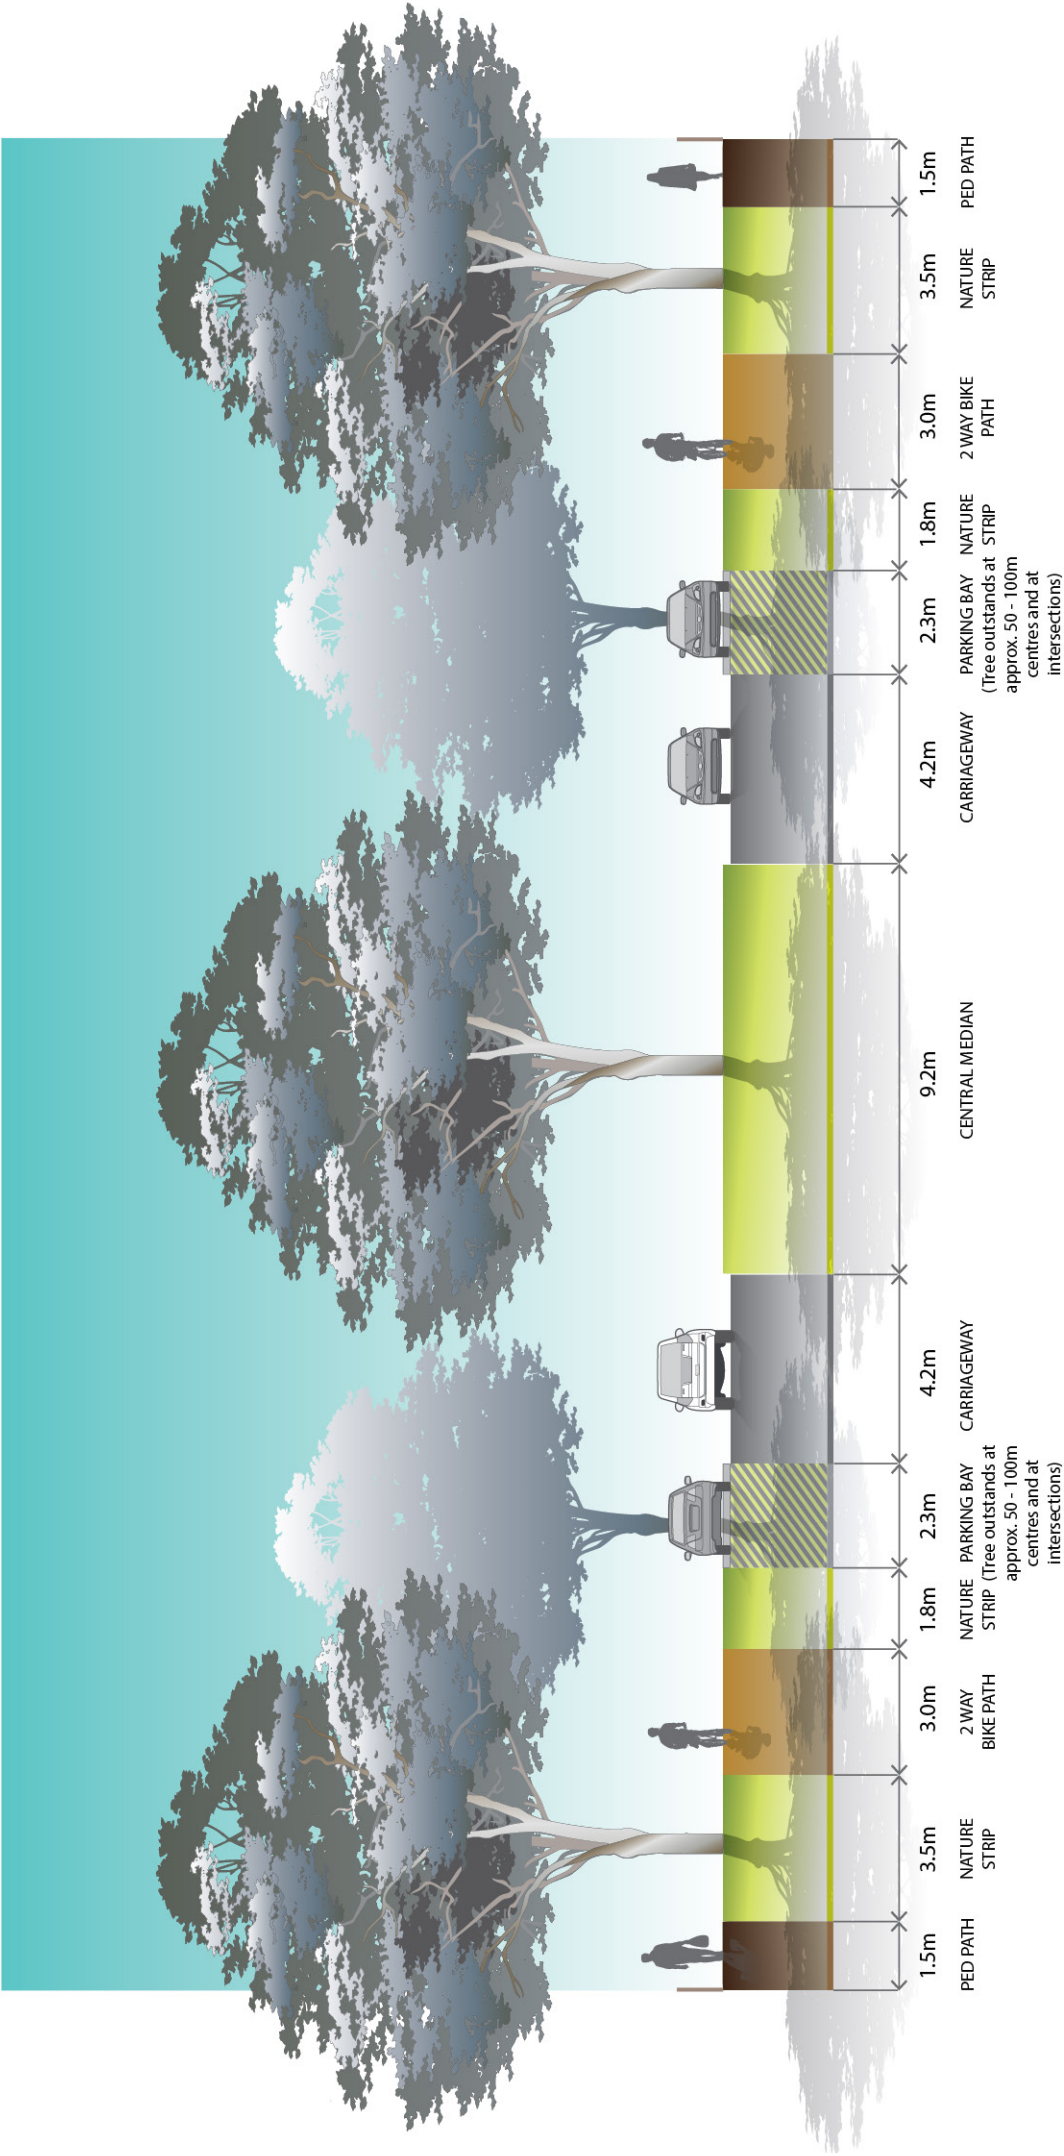 1.5m
3.5m
3.0m
1.8m
2.3m
4.2m
9.2m
4.2m
2.3m
1.8m
3.0m
3.5m
1.5m
PED PATH
NATURE
STRIP
2 WAY
BIKE PATH
NATURE
STRIP
PARKING BAY
(Tree outstands at
approx. 50 - 100m
centres and at
intersections)
CARRIAGEWAY
CENTRAL MEDIAN
CARRIAGEWAY
PARKING BAY
(Tree outstands at
approx. 50 - 100m
centres and at
intersections)
NATURE
STRIP
2 WAY BIKE
PATH
NATURE
STRIP
PED PATH